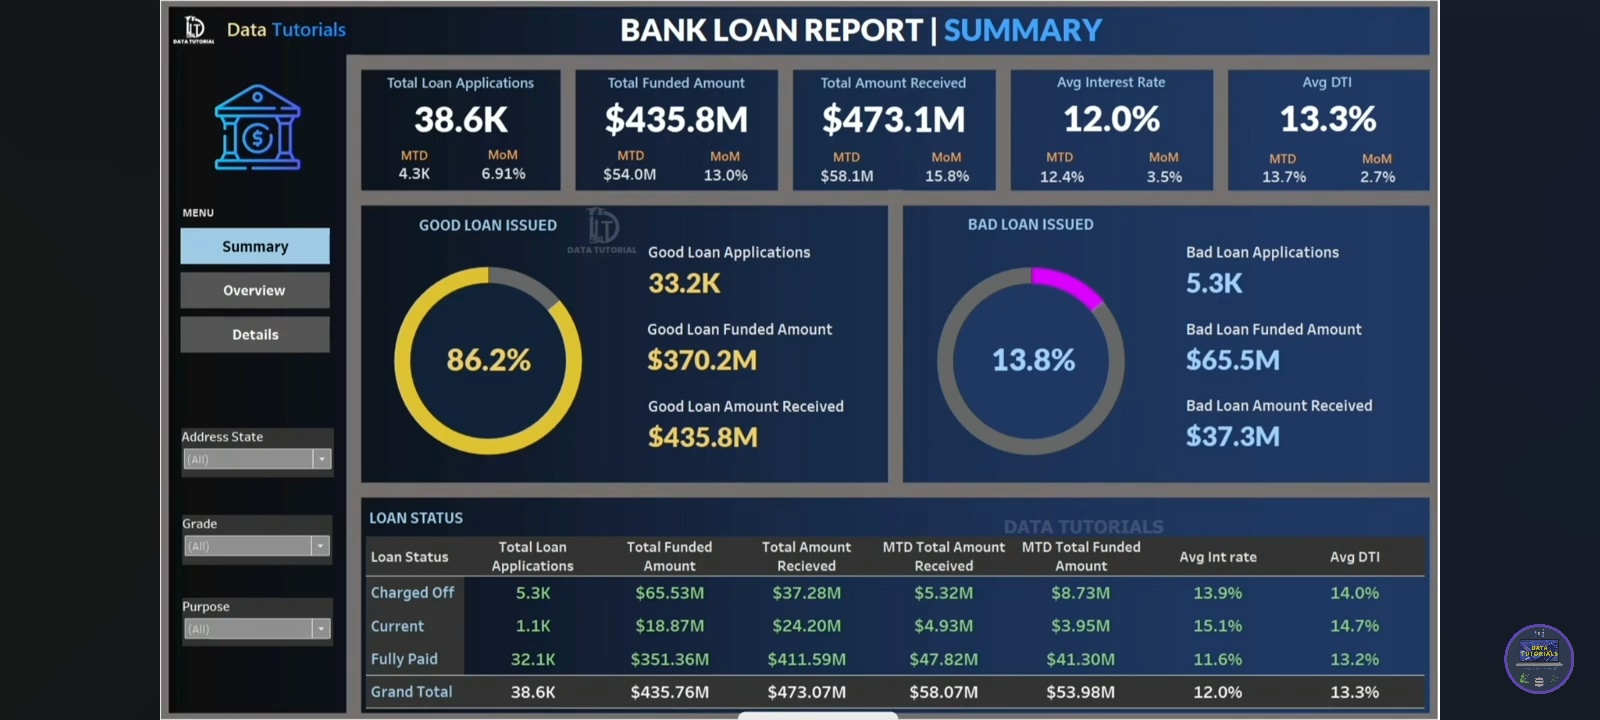 DATA TUTORIAL
Data Tutorials
BANK LOAN REPORT | SUMMARY
Total Loan Applications
38.6K
MTD MoM
4.3K 6.91%
Total Funded Amount
$435.8M
MTD MoM
$54.0M 13.0%
Total Amount Received
$473.1M
MTD MoM
$58.1M 15.8%
Avg Interest Rate
12.0%
MTD MoM
12.4% 3.5%
Avg DTI
13.3%
MTD MoM
13.7% 2.7%
MENU
Summary
Overview
Details
Address State
(All)
Grade
(All)
Purpose
(All)
GOOD LOAN ISSUED
DATA TUTORIAL
86.2%
Good Loan Applications
33.2K
Good Loan Funded Amount
$370.2M
Good Loan Amount Received
$435.8M
BAD LOAN ISSUED
13.8%
Bad Loan Applications
5.3K
Bad Loan Funded Amount
$65.5M
Bad Loan Amount Received
$37.3M
LOAN STATUS
DATA TUTORIALS
Loan Status Total Loan Applications Total Funded Amount Total Amount Recieved MTD Total Amount Received MTD Total Funded Amount Avg Int rate Avg DTI
Charged Off 5.3K $65.53M $37.28M $5.32M $8.73M 13.9% 14.0%
Current 1.1K $18.87M $24.20M $4.93M $3.95M 15.1% 14.7%
Fully Paid 32.1K $351.36M $411.59M $47.82M $41.30M 11.6% 13.2%
Grand Total 38.6K $435.76M $473.07M $58.07M $53.98M 12.0% 13.3%
DATA
TUTORIALS